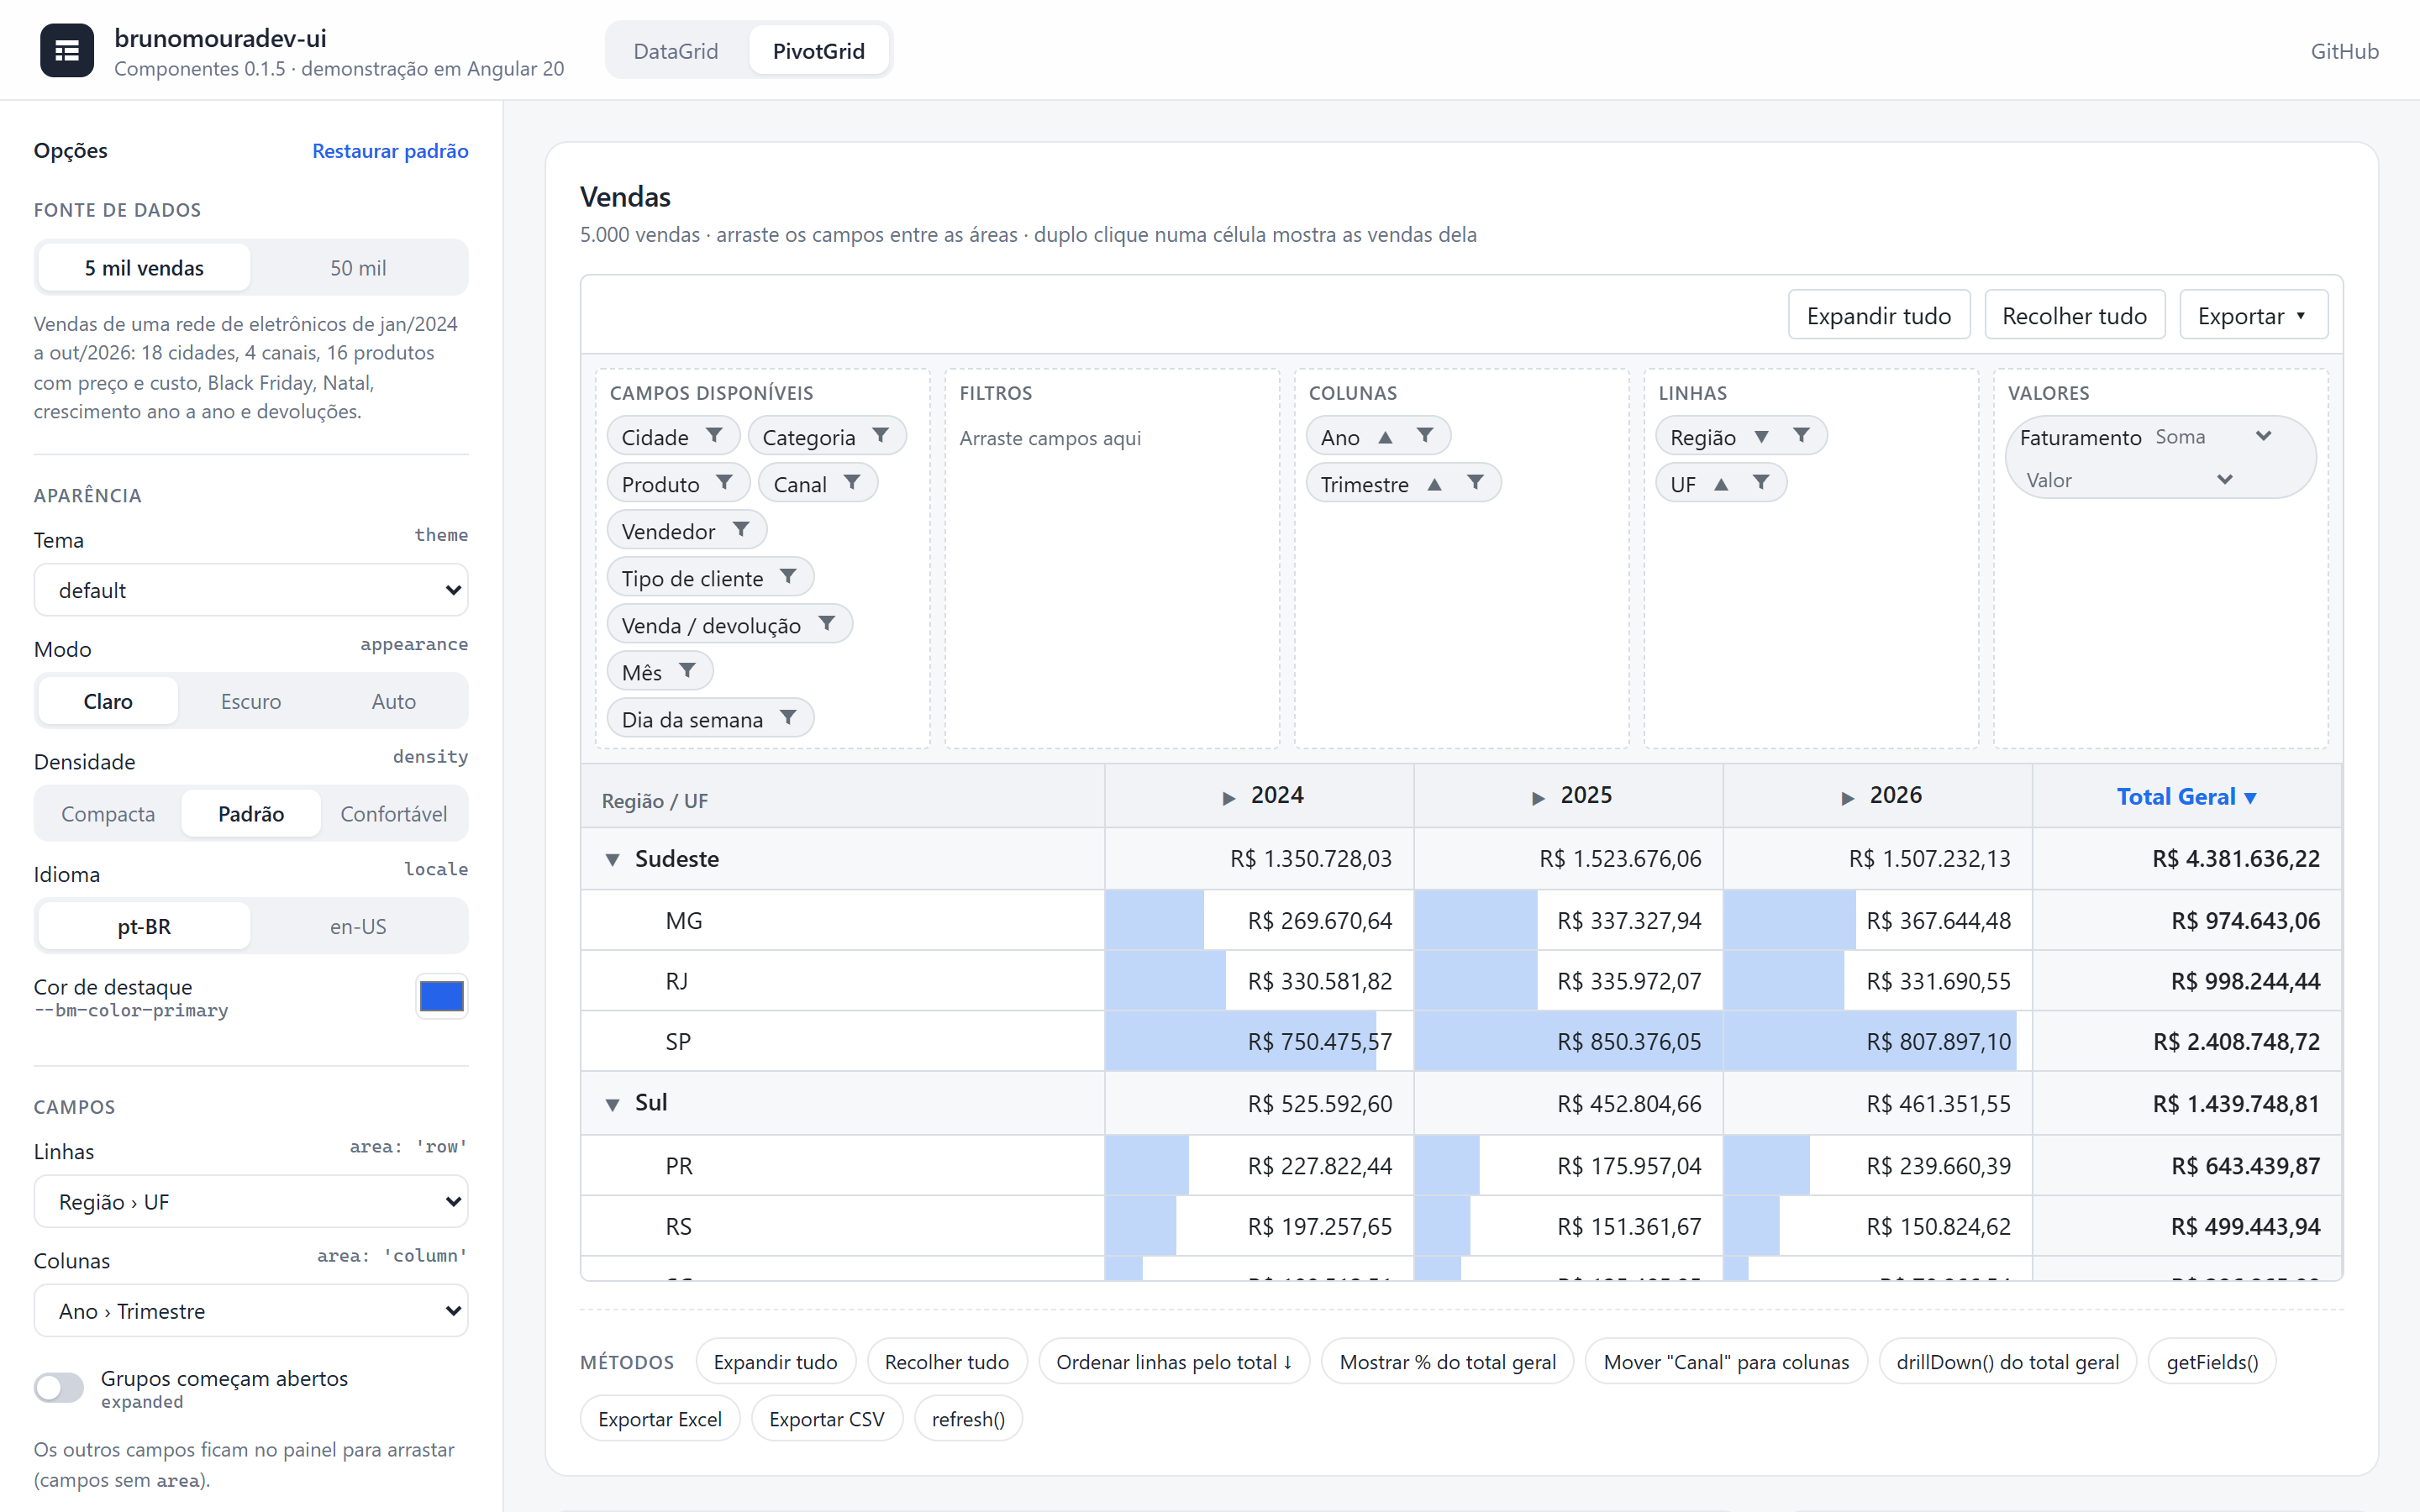 brunomouradev-ui
Componentes 0.1.5 · demonstração em Angular 20
DataGrid
PivotGrid
GitHub
Opções
Restaurar padrão
FONTE DE DADOS
5 mil vendas
50 mil
Vendas de uma rede de eletrônicos de jan/2024
a out/2026: 18 cidades, 4 canais, 16 produtos
com preço e custo, Black Friday, Natal,
crescimento ano a ano e devoluções.
APARÊNCIA
Tema
theme
default
Modo
appearance
Claro
Escuro
Auto
Densidade
density
Compacta
Padrão
Confortável
Idioma
locale
pt-BR
en-US
Cor de destaque
--bm-color-primary
CAMPOS
Linhas
area: 'row'
Região › UF
Colunas
area: 'column'
Ano › Trimestre
Grupos começam abertos
expanded
Os outros campos ficam no painel para arrastar
(campos sem area).
Vendas
5.000 vendas · arraste os campos entre as áreas · duplo clique numa célula mostra as vendas dela
Expandir tudo
Recolher tudo
Exportar ▾
CAMPOS DISPONÍVEIS
Cidade
Categoria
Produto
Canal
Vendedor
Tipo de cliente
Venda / devolução
Mês
Dia da semana
FILTROS
Arraste campos aqui
COLUNAS
Ano ▲
Trimestre ▲
LINHAS
Região ▼
UF ▲
VALORES
Faturamento Soma
Valor
Região / UF ▶ 2024 ▶ 2025 ▶ 2026 Total Geral ▼
▼ Sudeste R$ 1.350.728,03 R$ 1.523.676,06 R$ 1.507.232,13 R$ 4.381.636,22
MG R$ 269.670,64 R$ 337.327,94 R$ 367.644,48 R$ 974.643,06
RJ R$ 330.581,82 R$ 335.972,07 R$ 331.690,55 R$ 998.244,44
SP R$ 750.475,57 R$ 850.376,05 R$ 807.897,10 R$ 2.408.748,72
▼ Sul R$ 525.592,60 R$ 452.804,66 R$ 461.351,55 R$ 1.439.748,81
PR R$ 227.822,44 R$ 175.957,04 R$ 239.660,39 R$ 643.439,87
RS R$ 197.257,65 R$ 151.361,67 R$ 150.824,62 R$ 499.443,94
MÉTODOS
Expandir tudo
Recolher tudo
Ordenar linhas pelo total ↓
Mostrar % do total geral
Mover "Canal" para colunas
drillDown() do total geral
getFields()
Exportar Excel
Exportar CSV
refresh()